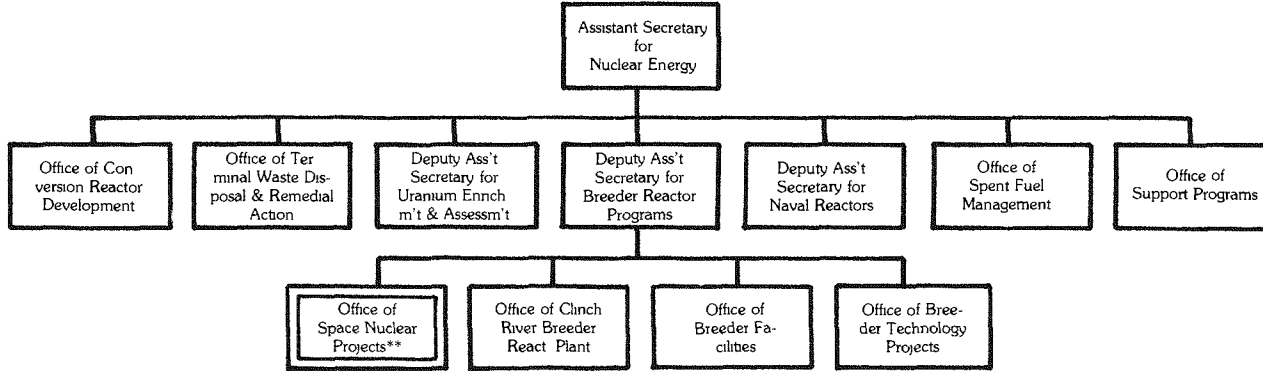 Assistant Secretary
for
Nuclear Energy
Office of Con
version Reactor
Development
Office of Ter
minal Waste Dis-
posal & Remedial
Action
Deputy Ass't
Secretary for
Uranium Enrich
m't & Assessm't
Deputy Ass't
Secretary for
Breeder Reactor
Programs
Deputy Ass't
Secretary for
Naval Reactors
Office of
Spent Fuel
Management
Office of
Support Programs
Office of
Space Nuclear
Projects**
Office of Clinch
River Breeder
React Plant
Office of
Breeder Fa-
cilities
Office of Bree-
der Technology
Projects